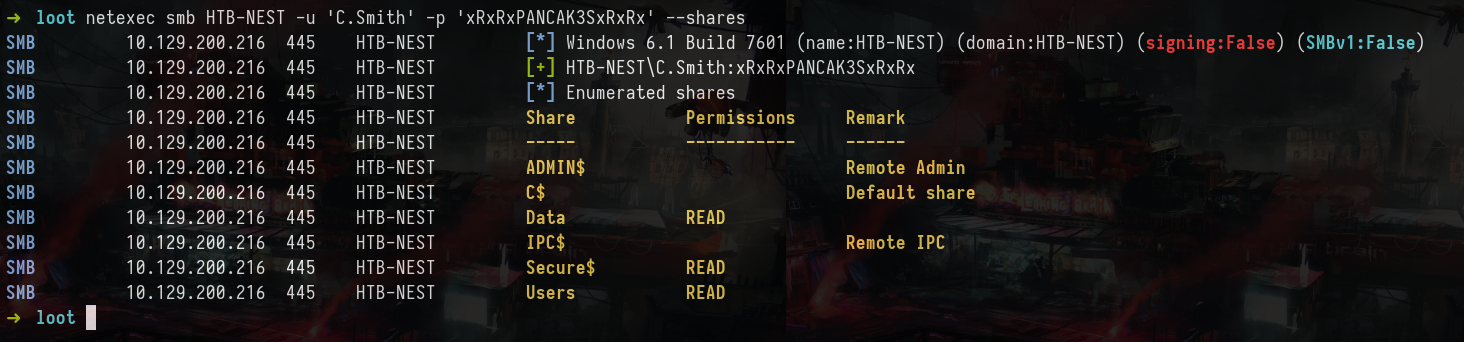 ➜ loot netexec smb HTB-NEST -u 'C.Smith' -p 'xRxRxPANCAK3SxRxRx' --shares
SMB 10.129.200.216 445 HTB-NEST [*] Windows 6.1 Build 7601 (name:HTB-NEST) (domain:HTB-NEST) (signing:False) (SMBv1:False)
SMB 10.129.200.216 445 HTB-NEST [+] HTB-NEST\C.Smith:xRxRxPANCAK3SxRxRx
SMB 10.129.200.216 445 HTB-NEST [*] Enumerated shares
SMB 10.129.200.216 445 HTB-NEST Share Permissions Remark
SMB 10.129.200.216 445 HTB-NEST ----- ----------- ------
SMB 10.129.200.216 445 HTB-NEST ADMIN$ Remote Admin
SMB 10.129.200.216 445 HTB-NEST C$ Default share
SMB 10.129.200.216 445 HTB-NEST Data READ
SMB 10.129.200.216 445 HTB-NEST IPC$ Remote IPC
SMB 10.129.200.216 445 HTB-NEST Secure$ READ
SMB 10.129.200.216 445 HTB-NEST Users READ
➜ loot